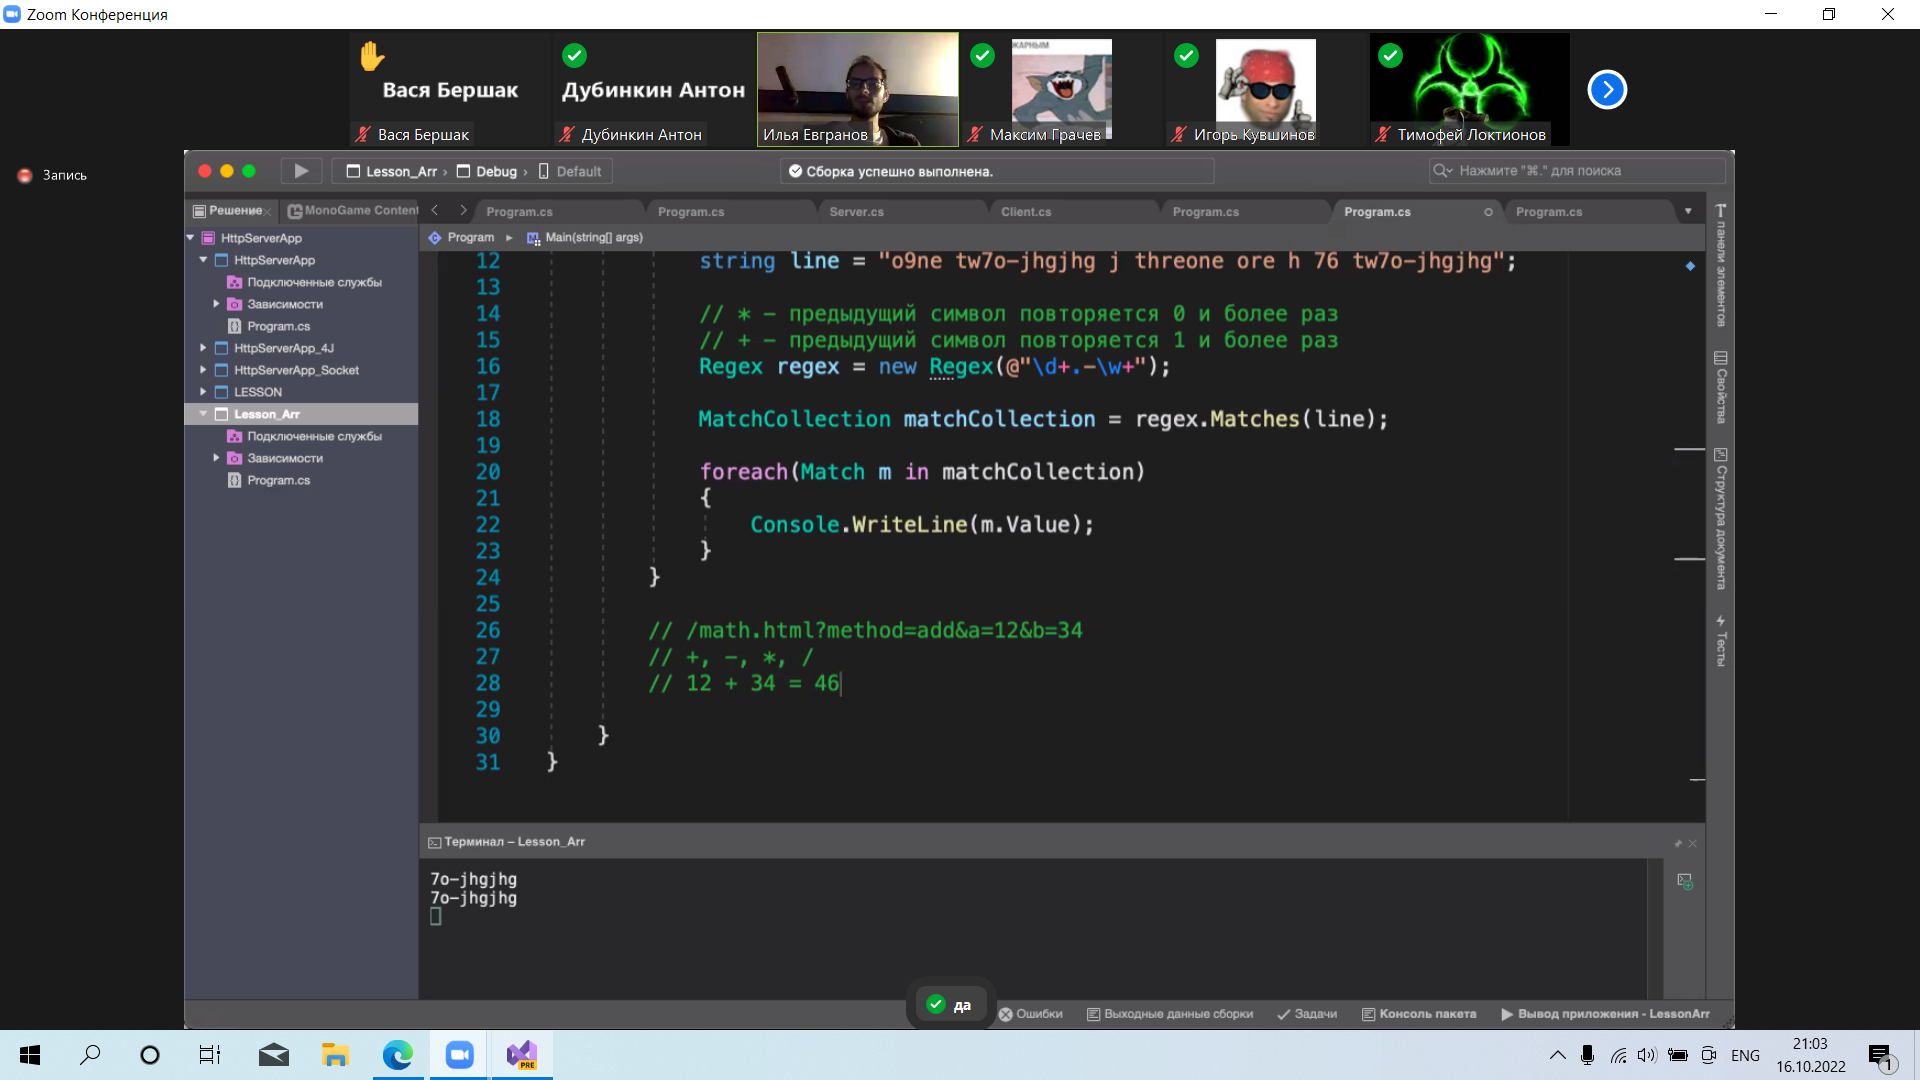 Zoom Конференция
Вася Бершак
Дубинкин Антон
ЖАРНЫМ
Вася Бершак
Дубинкин Антон
Илья Евгранов
Максим Грачев
Игорь Кувшинов
Тимофей Локтионов
Запись
Lesson_Arr › Debug › Default
Сборка успешно выполнена.
Нажмите "⌘." для поиска
Решение
MonoGame Content
Program.cs
Program.cs
Server.cs
Client.cs
Program.cs
Program.cs
Program.cs
Program ▸ Main(string[] args)
HttpServerApp
HttpServerApp
Подключенные службы
Зависимости
Program.cs
HttpServerApp_4J
HttpServerApp_Socket
LESSON
Lesson_Arr
Подключенные службы
Зависимости
Program.cs
12 string line = "o9ne tw7o-jhgjhg j threone ore h 76 tw7o-jhgjhg";
13
14 // * - предыдущий символ повторяется 0 и более раз
15 // + - предыдущий символ повторяется 1 и более раз
16 Regex regex = new Regex(@"\d+.-\w+");
17
18 MatchCollection matchCollection = regex.Matches(line);
19
20 foreach(Match m in matchCollection)
21 {
22 Console.WriteLine(m.Value);
23 }
24 }
25
26 // /math.html?method=add&a=12&b=34
27 // +, -, *, /
28 // 12 + 34 = 46
29
30 }
31 }
панели элементов
Свойства
Структура документа
Тесты
Терминал – Lesson_Arr
7o-jhgjhg
7o-jhgjhg
да
Ошибки
Выходные данные сборки
Задачи
Консоль пакета
Вывод приложения - LessonArr
PRE
ENG
21:03
16.10.2022
1